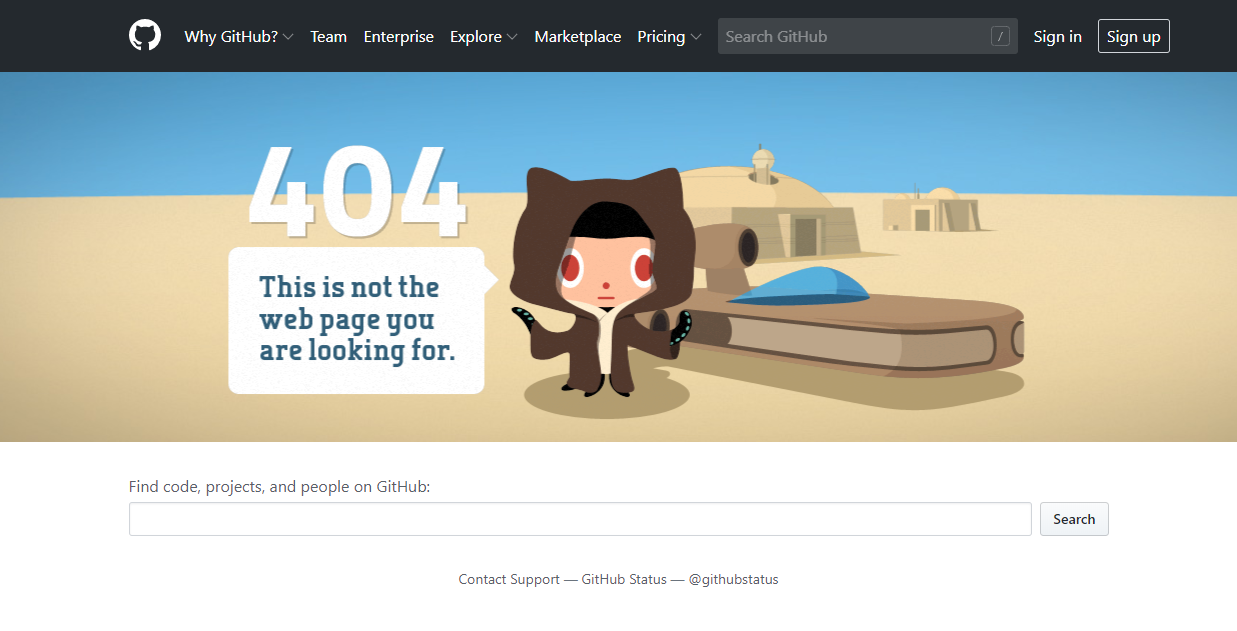 Why GitHub? Team Enterprise Explore Marketplace Pricing Search GitHub / Sign in Sign up
404
This is not the
web page you
are looking for.
Find code, projects, and people on GitHub:
Search
Contact Support — GitHub Status — @githubstatus